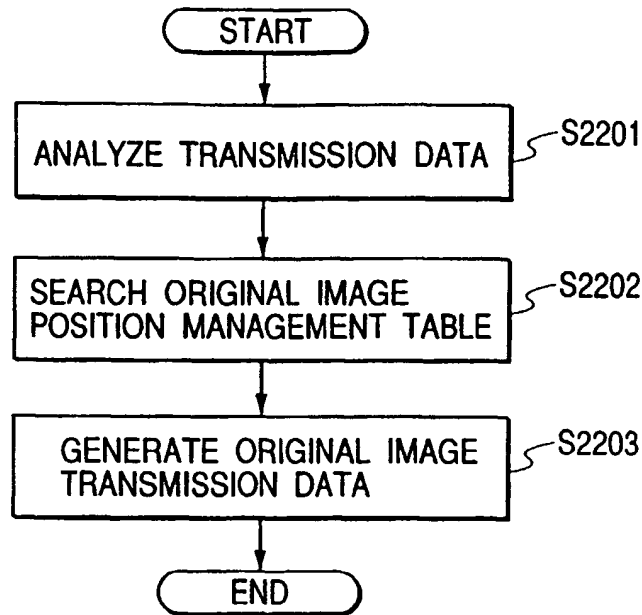 START
ANALYZE TRANSMISSION DATA
S2201
SEARCH ORIGINAL IMAGE
POSITION MANAGEMENT TABLE
S2202
GENERATE ORIGINAL IMAGE
TRANSMISSION DATA
S2203
END